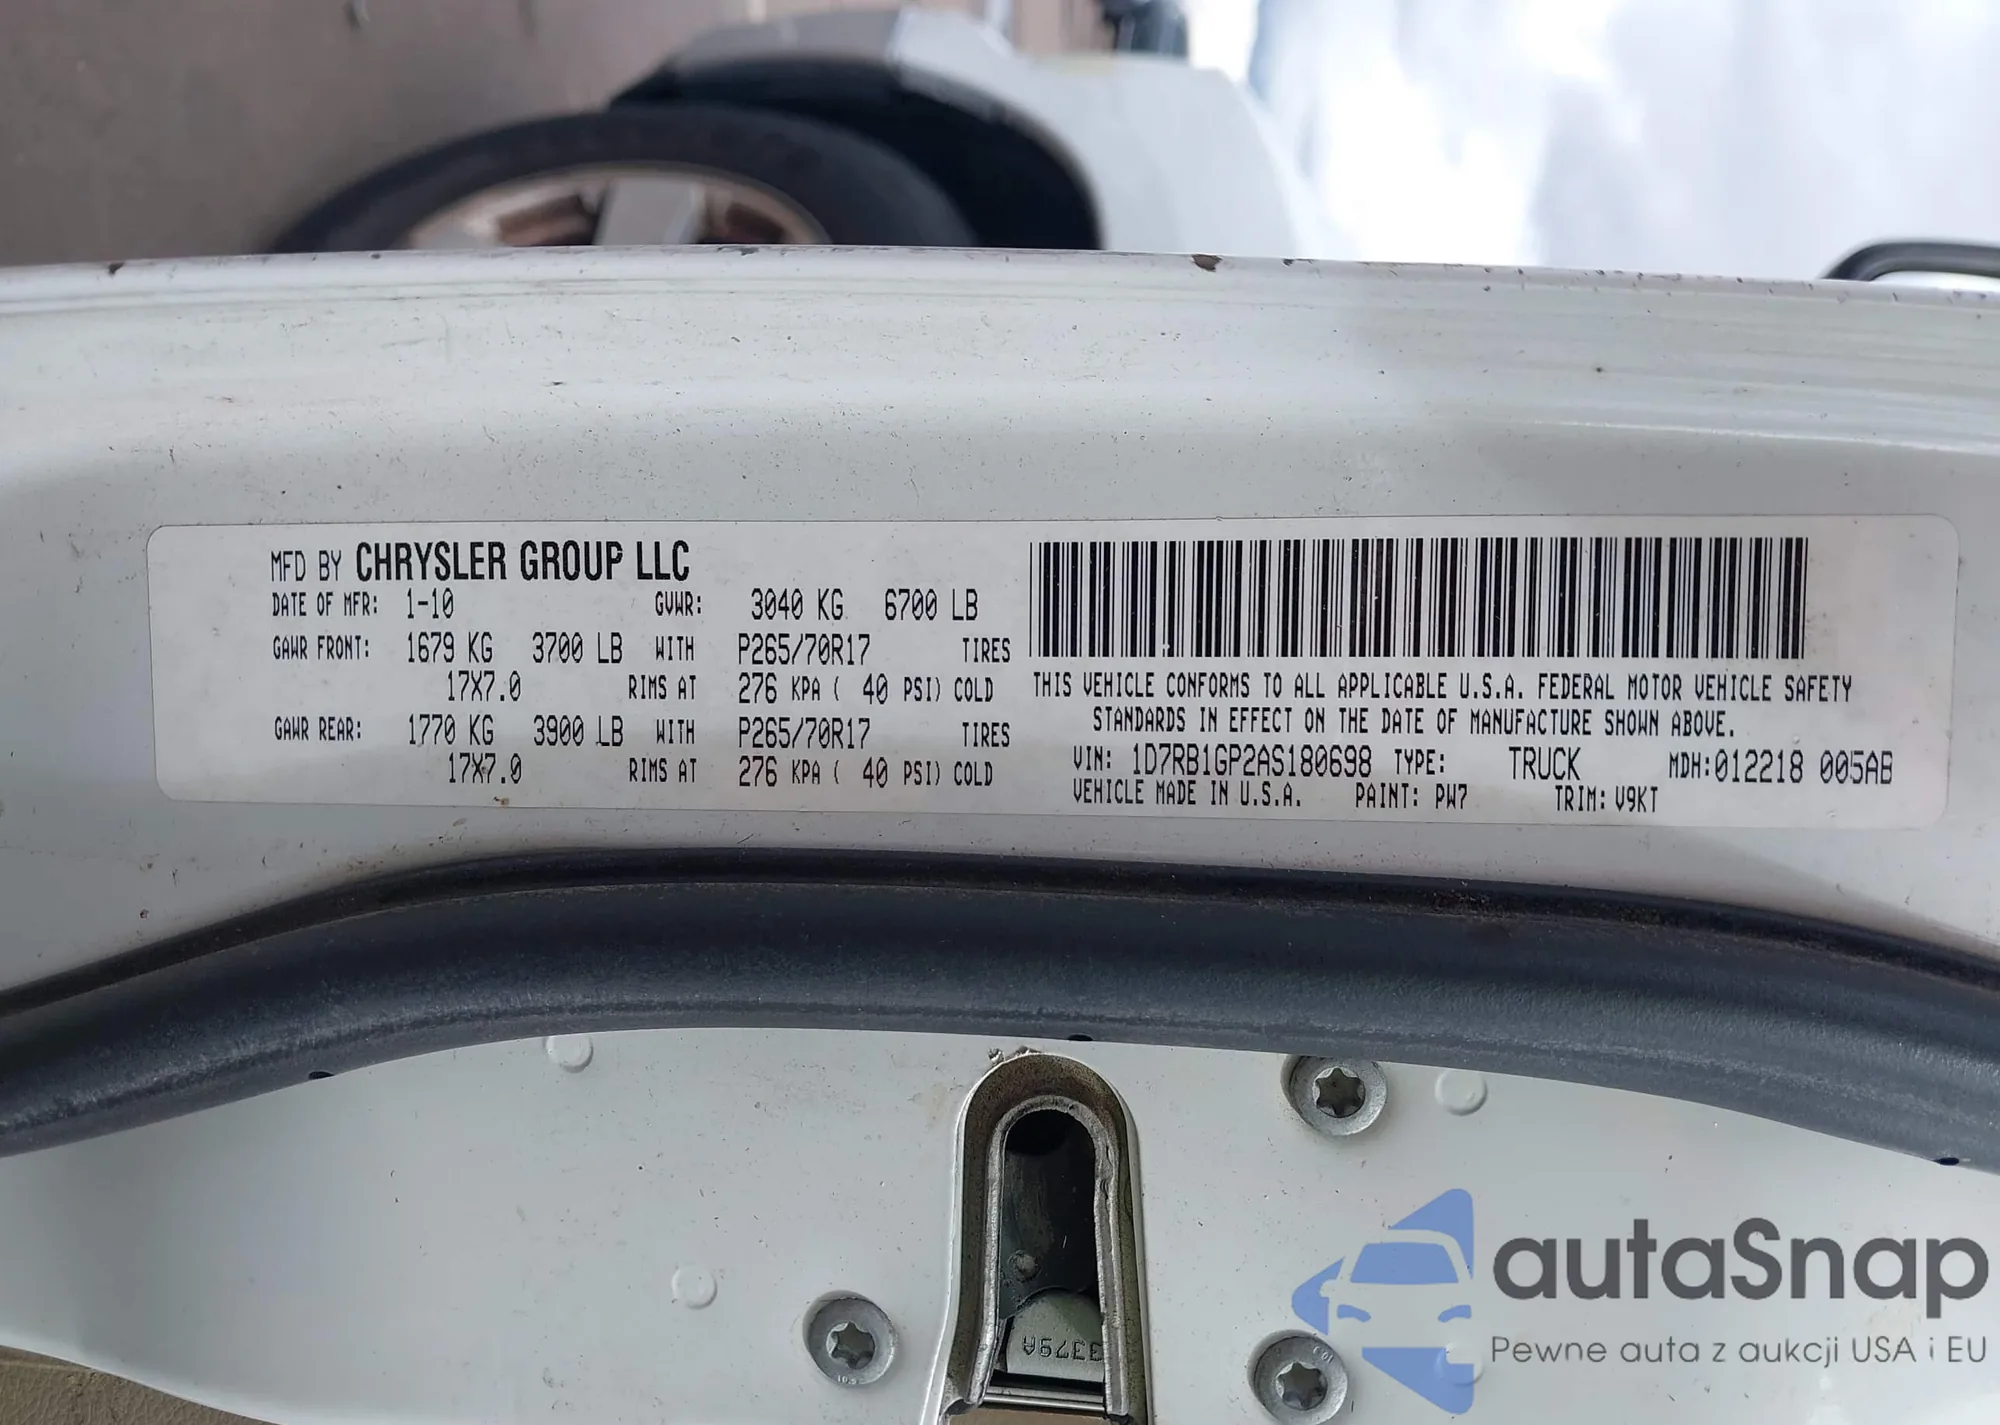 MFD BY CHRYSLER GROUP LLC
DATE OF MFR: 1-10 GVWR: 3040 KG 6700 LB
GAWR FRONT: 1679 KG 3700 LB WITH P265/70R17 TIRES
17X7.0 RIMS AT 276 KPA ( 40 PSI) COLD
GAWR REAR: 1770 KG 3900 LB WITH P265/70R17 TIRES
17X7.0 RIMS AT 276 KPA ( 40 PSI) COLD
THIS VEHICLE CONFORMS TO ALL APPLICABLE U.S.A. FEDERAL MOTOR VEHICLE SAFETY
STANDARDS IN EFFECT ON THE DATE OF MANUFACTURE SHOWN ABOVE.
VIN: 1D7RB1GP2AS180698 TYPE: TRUCK MDH:012218 005AB
VEHICLE MADE IN U.S.A. PAINT: PW7 TRIM: V9KT
3379A
autaSnap
Pewne auta z aukcji USA i EU